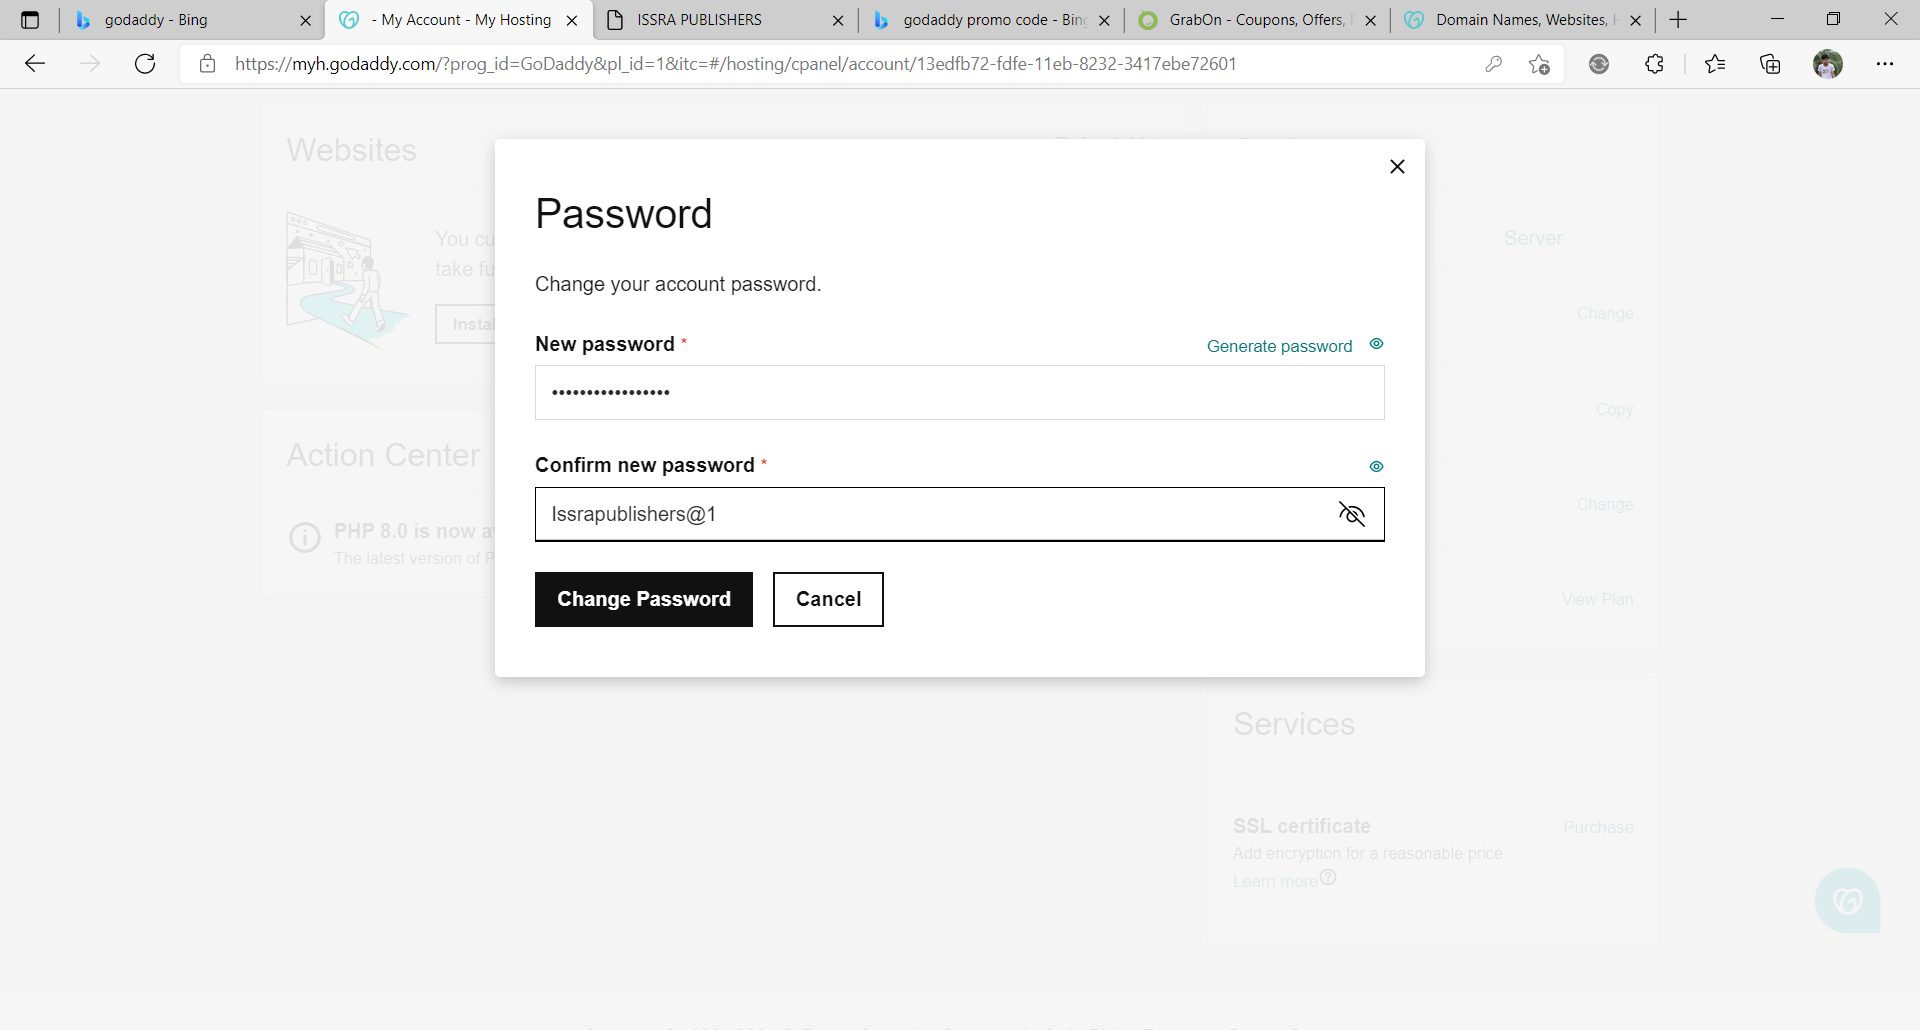 godaddy - Bing
- My Account - My Hosting
ISSRA PUBLISHERS
godaddy promo code - Bing
GrabOn - Coupons, Offers,
Domain Names, Websites,
https://myh.godaddy.com/?prog_id=GoDaddy&pl_id=1&itc=#/hosting/cpanel/account/13edfb72-fdfe-11eb-8232-3417ebe72601
Websites
You cu
take fu
Instal
Action Center
PHP 8.0 is now a
The latest version of P
Password
Change your account password.
New password *
Generate password
•••••••••••••••••
Confirm new password *
Issrapublishers@1
Change Password
Cancel
Server
Change
Copy
Change
View Plan
Services
SSL certificate
Purchase
Add encryption for a reasonable price
Learn more